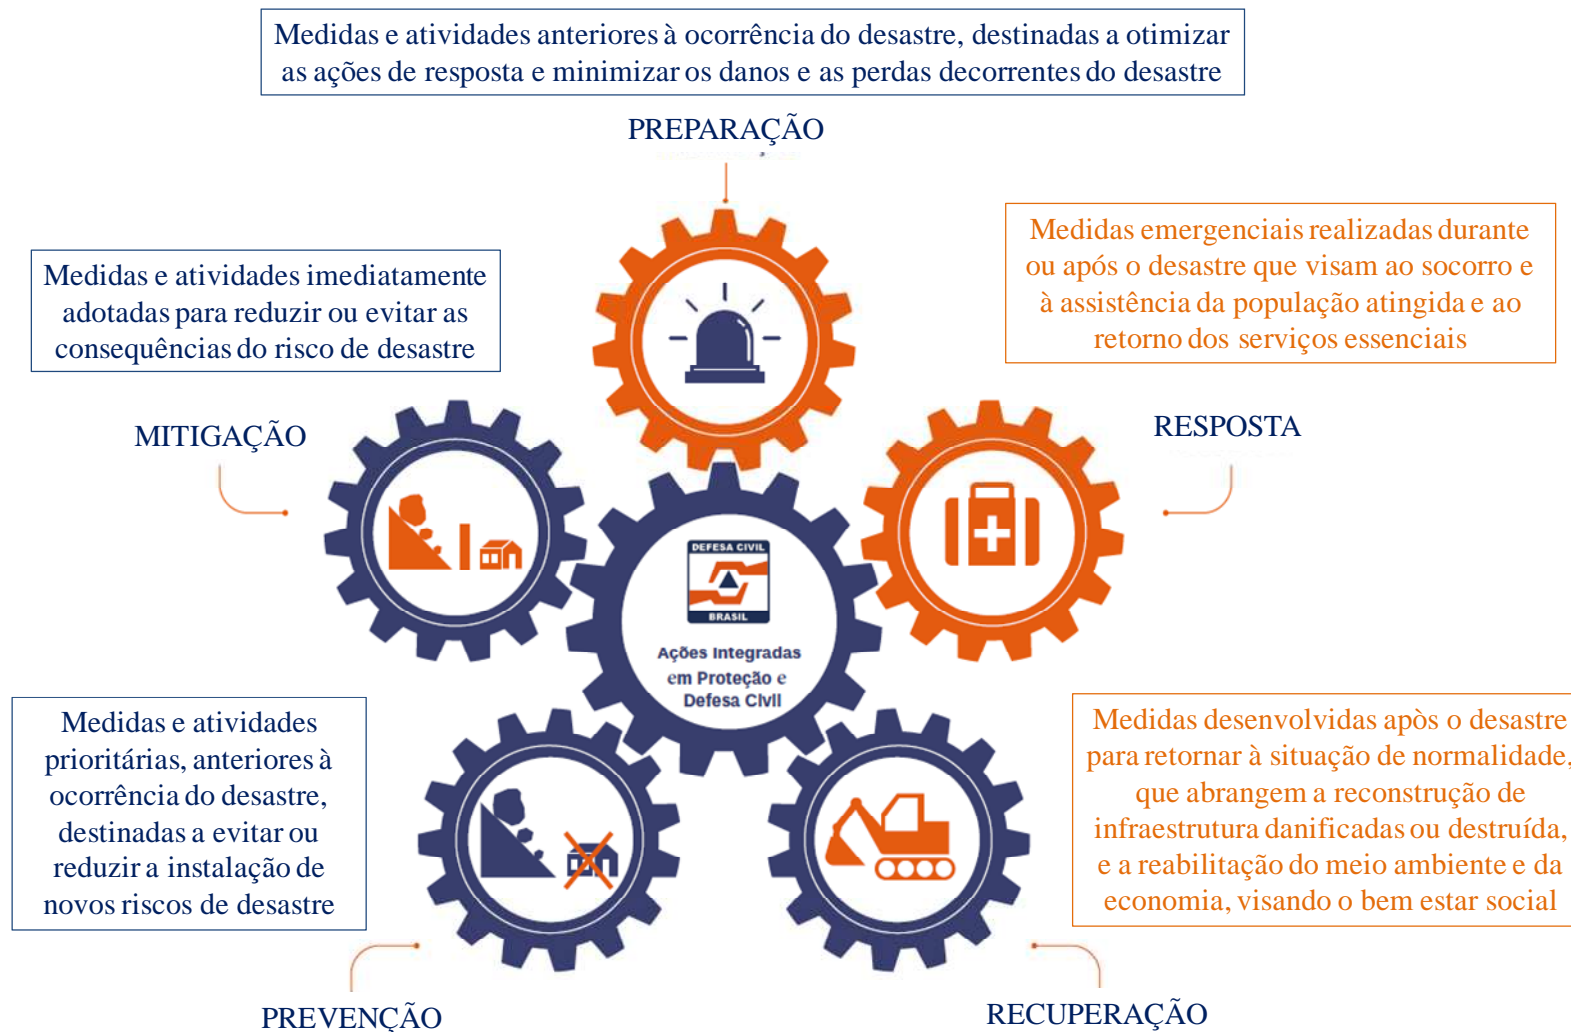 Medidas e atividades anteriores à ocorrência do desastre, destinadas a otimizar
as ações de resposta e minimizar os danos e as perdas decorrentes do desastre
PREPARAÇÃO
Medidas e atividades imediatamente
adotadas para reduzir ou evitar as
consequências do risco de desastre
MITIGAÇÃO
Medidas emergenciais realizadas durante
ou após o desastre que visam ao socorro e
à assistência da população atingida e ao
retorno dos serviços essenciais
RESPOSTA
DEFESA CIVIL
BRASIL
Ações Integradas
em Proteção e
Defesa Civil
Medidas e atividades
prioritárias, anteriores à
ocorrência do desastre,
destinadas a evitar ou
reduzir a instalação de
novos riscos de desastre
PREVENÇÃO
Medidas desenvolvidas apòs o desastre
para retornar à situação de normalidade,
que abrangem a reconstrução de
infraestrutura danificadas ou destruída,
e a reabilitação do meio ambiente e da
economia, visando o bem estar social
RECUPERAÇÃO